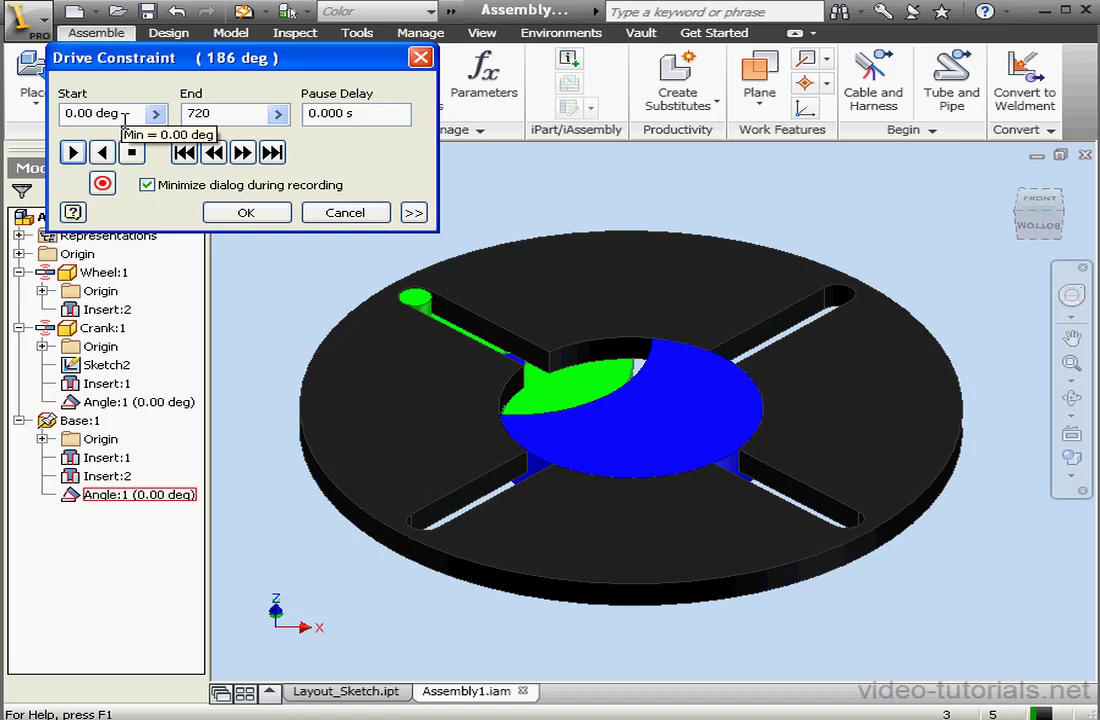 PRO
Color
Assembly...
Type a keyword or phrase
Assemble
Design
Model
Inspect
Tools
Manage
View
Environments
Vault
Get Started
Drive Constraint ( 186 deg )
Start
End
Pause Delay
0.00 deg
720
0.000 s
Min = 0.00 deg
Minimize dialog during recording
OK
Cancel
>>
Plac
fx
Parameters
Create
Substitutes
Plane
Cable and
Harness
Tube and
Pipe
Convert to
Weldment
nage
iPart/iAssembly
Productivity
Work Features
Begin
Convert
Mo
A
Representations
Origin
Wheel:1
Origin
Insert:2
Crank:1
Origin
Sketch2
Insert:1
Angle:1 (0.00 deg)
Base:1
Origin
Insert:1
Insert:2
Angle:1 (0.00 deg)
FRONT
BOTTOM
Z
X
Layout_Sketch.ipt
Assembly1.iam
video-tutorials.net
For Help, press F1
3
5